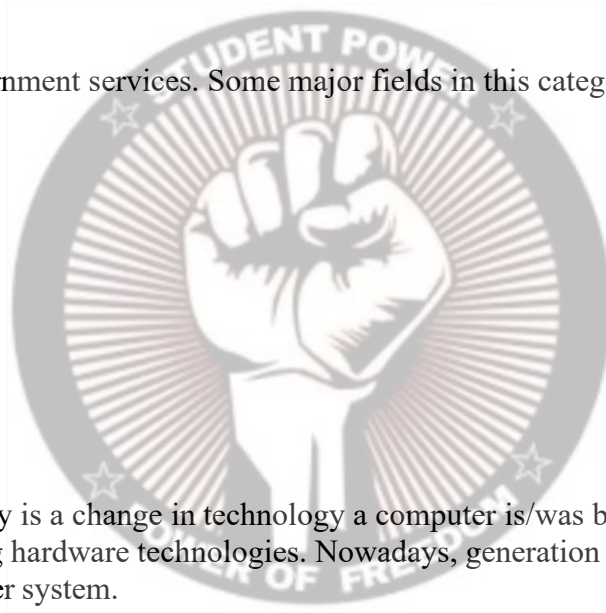 STUDENT POWER
rnment services. Some major fields in this categ
y is a change in technology a computer is/was b
g hardware technologies. Nowadays, generation
POWER OF FREEDOM
er system.